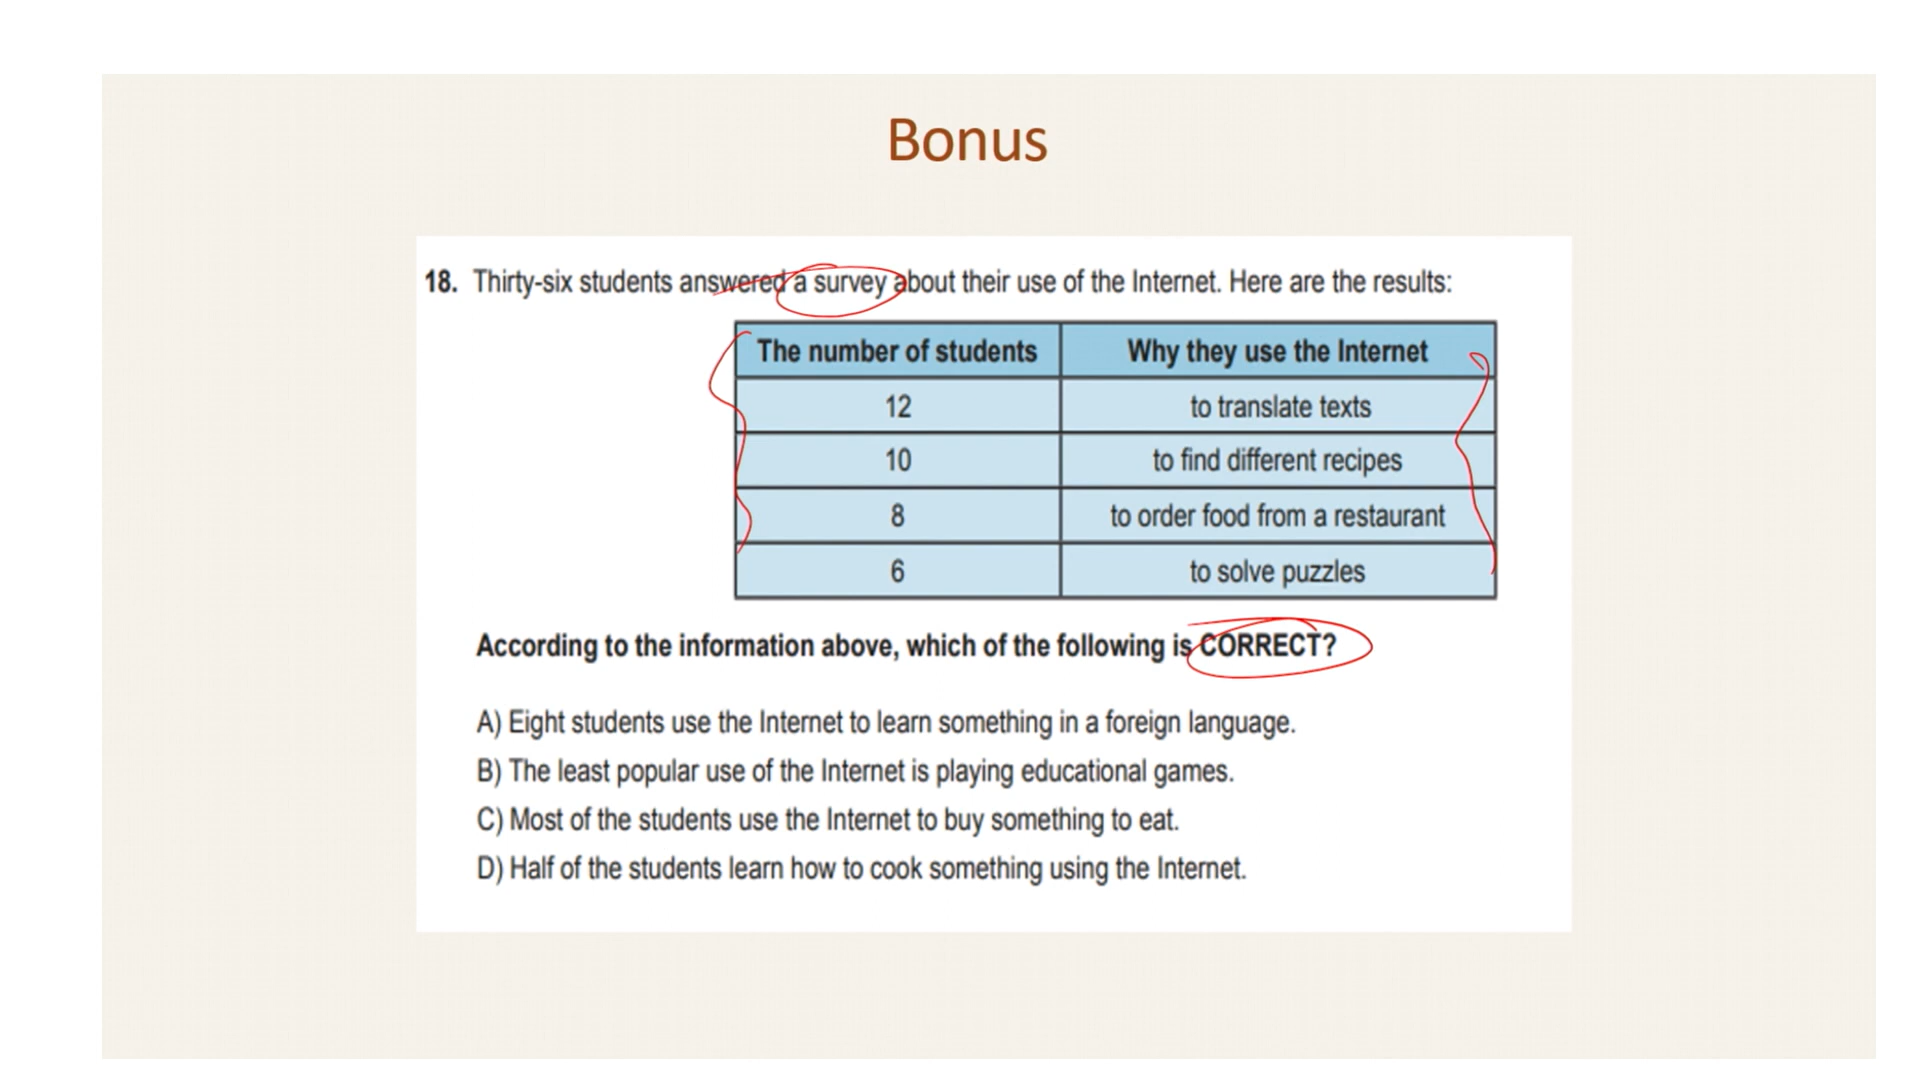 Bonus
18. Thirty-six students answered a survey about their use of the Internet. Here are the results:
The number of students Why they use the Internet
12 to translate texts
10 to find different recipes
8 to order food from a restaurant
6 to solve puzzles
According to the information above, which of the following is CORRECT?
A) Eight students use the Internet to learn something in a foreign language.
B) The least popular use of the Internet is playing educational games.
C) Most of the students use the Internet to buy something to eat.
D) Half of the students learn how to cook something using the Internet.